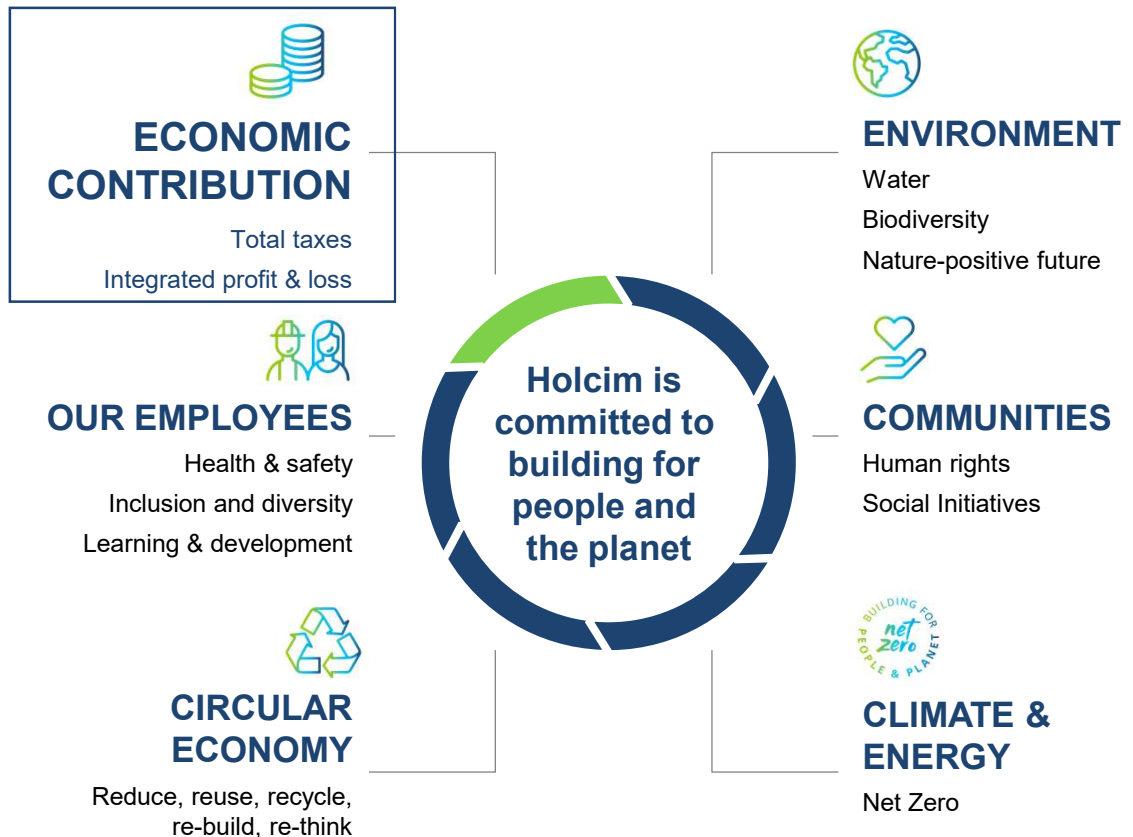 ECONOMIC
CONTRIBUTION
Total taxes
Integrated profit & loss
OUR EMPLOYEES
Health & safety
Inclusion and diversity
Learning & development
CIRCULAR
ECONOMY
Reduce, reuse, recycle,
re-build, re-think
Holcim is
committed to
building for
people and
the planet
ENVIRONMENT
Water
Biodiversity
Nature-positive future
COMMUNITIES
Human rights
Social Initiatives
BUILDING FOR PEOPLE & PLANET
net
zero
CLIMATE &
ENERGY
Net Zero